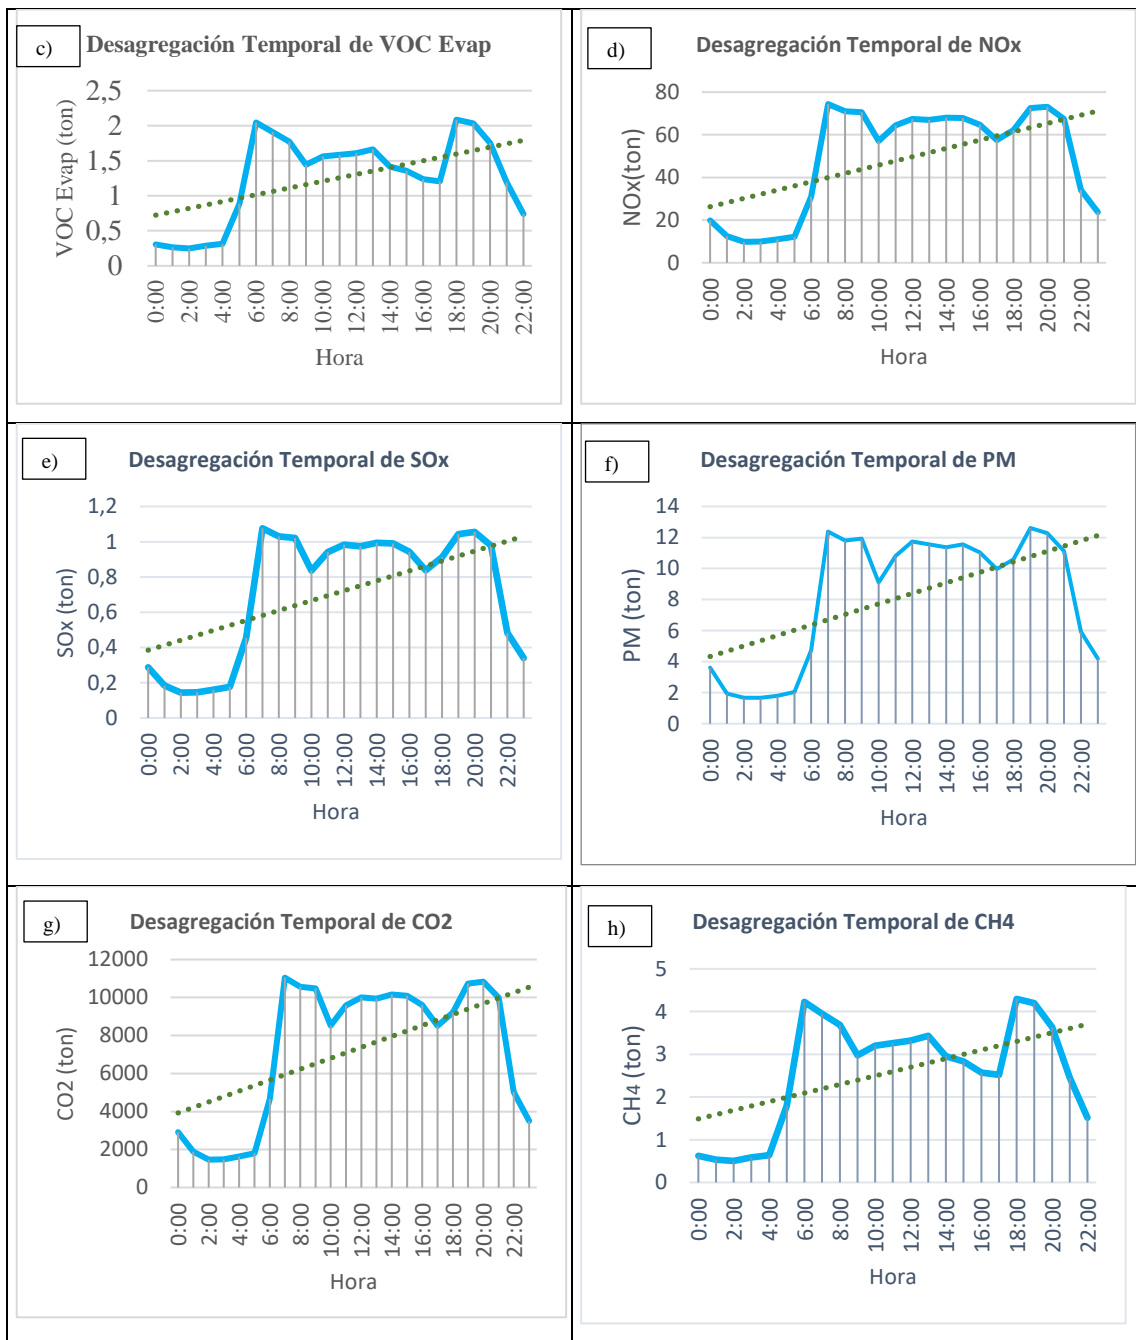 c)
Desagregación Temporal de VOC Evap
VOC Evap (ton)
2,5
2
1,5
1
0,5
0
0:00 2:00 4:00 6:00 8:00 10:00 12:00 14:00 16:00 18:00 20:00 22:00
Hora
d)
Desagregación Temporal de NOx
NOx(ton)
80
60
40
20
0
0:00 2:00 4:00 6:00 8:00 10:00 12:00 14:00 16:00 18:00 20:00 22:00
Hora
e)
Desagregación Temporal de SOx
SOx (ton)
1,2
1
0,8
0,6
0,4
0,2
0
0:00 2:00 4:00 6:00 8:00 10:00 12:00 14:00 16:00 18:00 20:00 22:00
Hora
f)
Desagregación Temporal de PM
PM (ton)
14
12
10
8
6
4
2
0
0:00 2:00 4:00 6:00 8:00 10:00 12:00 14:00 16:00 18:00 20:00 22:00
Hora
g)
Desagregación Temporal de CO2
CO2 (ton)
12000
10000
8000
6000
4000
2000
0
0:00 2:00 4:00 6:00 8:00 10:00 12:00 14:00 16:00 18:00 20:00 22:00
Hora
h)
Desagregación Temporal de CH4
CH4 (ton)
5
4
3
2
1
0
0:00 2:00 4:00 6:00 8:00 10:00 12:00 14:00 16:00 18:00 20:00 22:00
Hora